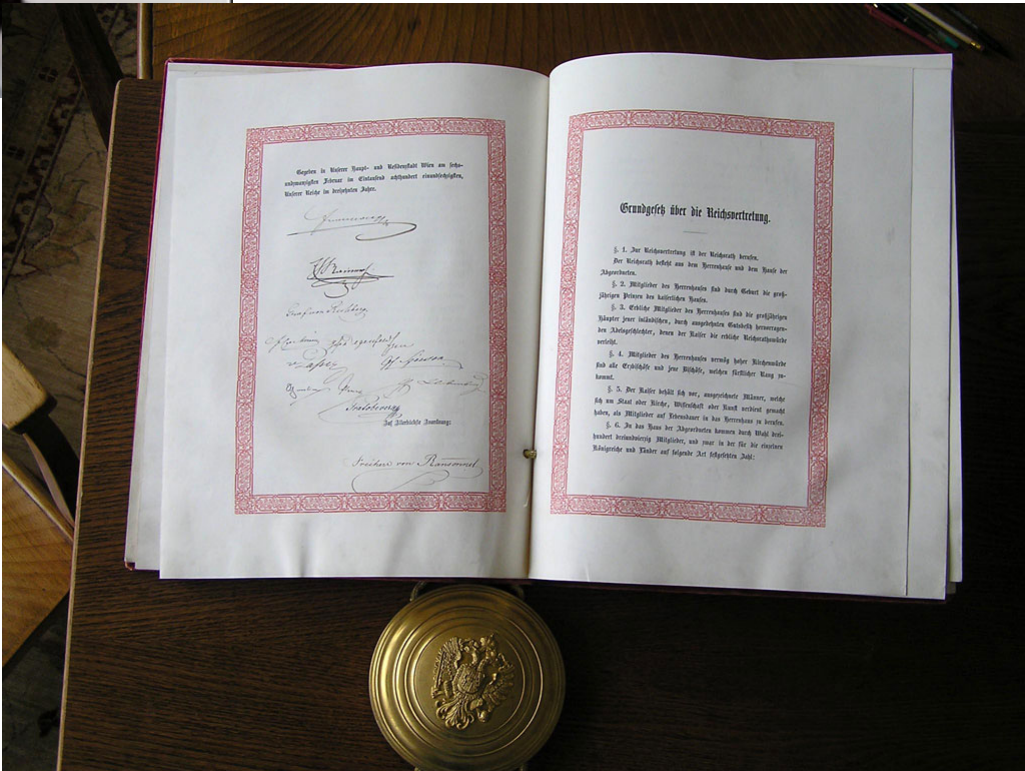 Gegeben in Unserer Haupt- und Residenzstadt Wien am sechs-
undzwanzigsten Februar im Eintausend achthundert einundsechzigsten,
Unserer Reiche im dreizehnten Jahre.
Auf Allerhöchste Anordnung:
Freiherr von Ransonnet
Grundgesetz über die Reichsvertretung.
§. 1. Zur Reichsvertretung ist der Reichsrath berufen.
Der Reichsrath besteht aus dem Herrenhause und dem Hause der
Abgeordneten.
§. 2. Mitglieder des Herrenhauses sind durch Geburt die groß-
jährigen Prinzen des kaiserlichen Hauses.
§. 3. Erbliche Mitglieder des Herrenhauses sind die großjährigen
Häupter jener inländischen, durch ausgedehnten Gutsbesitz hervorragen-
den Adelsgeschlechter, denen der Kaiser die erbliche Reichsrathswürde
verleiht.
§. 4. Mitglieder des Herrenhauses vermög hoher Kirchenwürde
sind alle Erzbischöfe und jene Bischöfe, welchen fürstlicher Rang zu-
kommt.
§. 5. Der Kaiser behält sich vor, ausgezeichnete Männer, welche
sich um Staat oder Kirche, Wissenschaft oder Kunst verdient gemacht
haben, als Mitglieder auf Lebensdauer in das Herrenhaus zu berufen.
§. 6. In das Haus der Abgeordneten kommen durch Wahl drei-
hundert dreiundvierzig Mitglieder, und zwar in der für die einzelnen
Königreiche und Länder auf folgende Art festgesetzten Zahl: